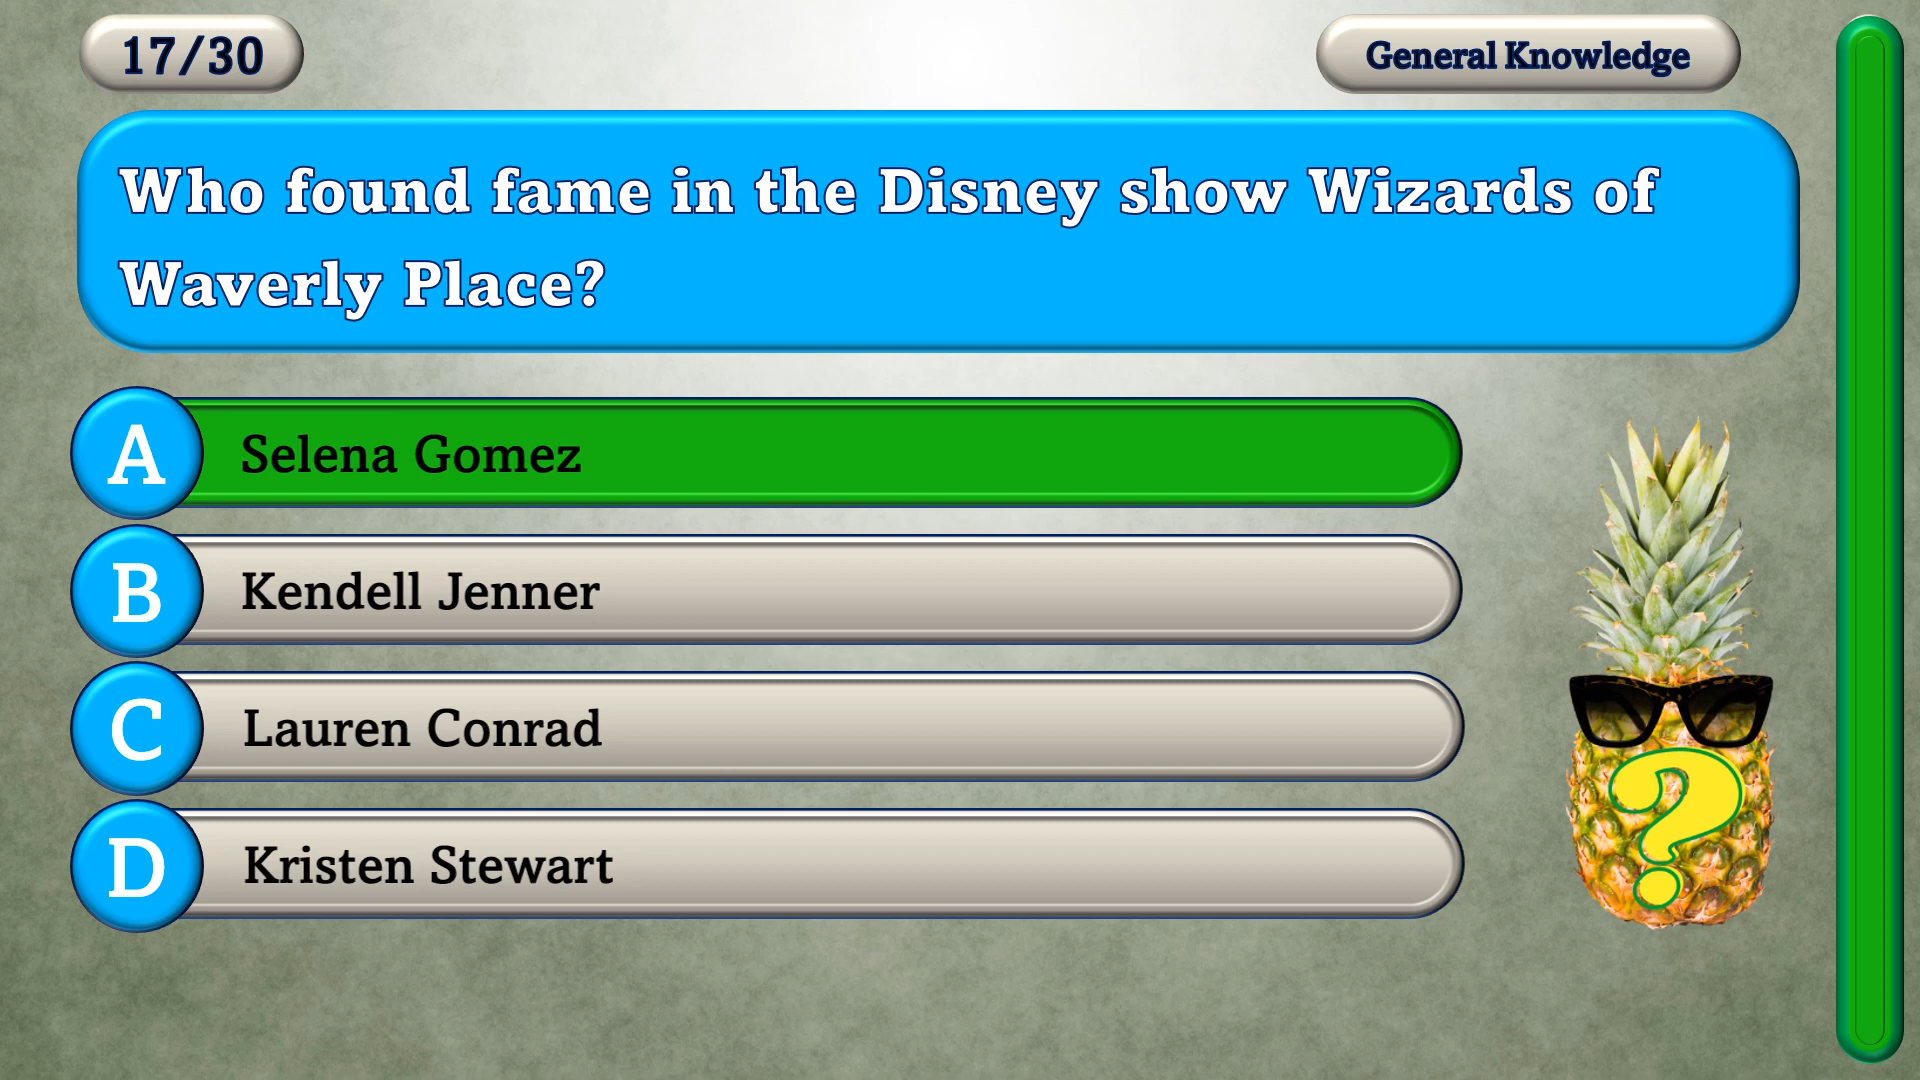 17/30
General Knowledge
Who found fame in the Disney show Wizards of
Waverly Place?
A Selena Gomez
B Kendell Jenner
C Lauren Conrad
D Kristen Stewart
?